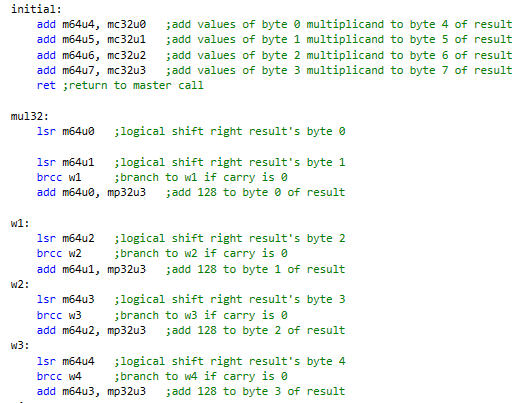 initial:
add m64u4, mc32u0 ;add values of byte 0 multiplicand to byte 4 of result
add m64u5, mc32u1 ;add values of byte 1 multiplicand to byte 5 of result
add m64u6, mc32u2 ;add values of byte 2 multiplicand to byte 6 of result
add m64u7, mc32u3 ;add values of byte 3 multiplicand to byte 7 of result
ret ;return to master call
mul32:
lsr m64u0 ;logical shift right result's byte 0
lsr m64u1 ;logical shift right result's byte 1
brcc w1 ;branch to w1 if carry is 0
add m64u0, mp32u3 ;add 128 to byte 0 of result
w1:
lsr m64u2 ;logical shift right result's byte 2
brcc w2 ;branch to w2 if carry is 0
add m64u1, mp32u3 ;add 128 to byte 1 of result
w2:
lsr m64u3 ;logical shift right result's byte 3
brcc w3 ;branch to w3 if carry is 0
add m64u2, mp32u3 ;add 128 to byte 2 of result
w3:
lsr m64u4 ;logical shift right result's byte 4
brcc w4 ;branch to w4 if carry is 0
add m64u3, mp32u3 ;add 128 to byte 3 of result